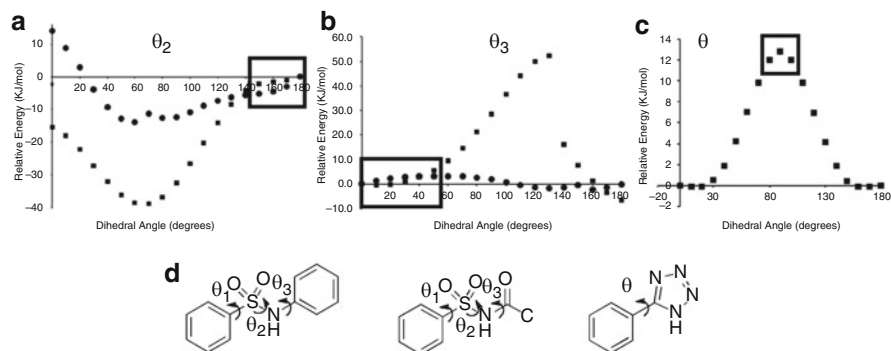 a
θ2
10
0
−10
−20
−30
−40
20 40 60 80 100 120 140 160 180
Relative Energy (KJ/mol)
Dihedral Angle (degrees)
b
θ3
60.0
50.0
40.0
30.0
20.0
10.0
0.0
−10.0
20 40 60 80 100 120 140 160 180
Relative Energy (KJ/mol)
Dihedral Angle (degrees)
c
θ
14
12
10
8
6
4
2
0
−2
30 80 130 180
Relative Energy (KJ/mol)
Dihedral Angle (degrees)
d
O O
θ1 S θ3
θ2 N
H
O O O
θ1 S θ3
θ2 N C
H
θ N N
N
N
H